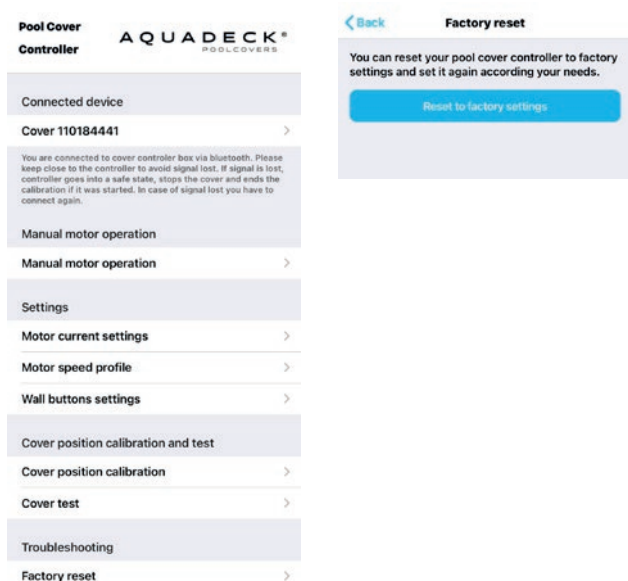 Pool Cover
Controller
AQUADECK®
POOLCOVERS
Connected device
Cover 110184441
You are connected to cover controler box via bluetooth. Please
keep close to the controller to avoid signal lost. If signal is lost,
controller goes into a safe state, stops the cover and ends the
calibration if it was started. In case of signal lost you have to
connect again.
Manual motor operation
Manual motor operation
Settings
Motor current settings
Motor speed profile
Wall buttons settings
Cover position calibration and test
Cover position calibration
Cover test
Troubleshooting
Factory reset
Back
Factory reset
You can reset your pool cover controller to factory
settings and set it again according your needs.
Reset to factory settings